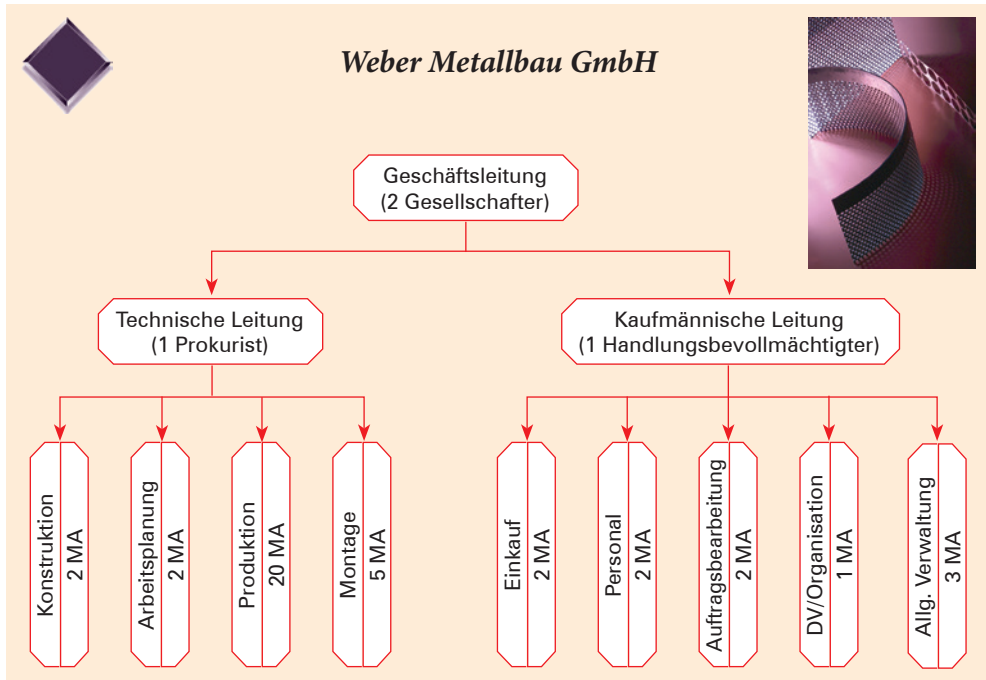 Weber Metallbau GmbH
Geschäftsleitung
(2 Gesellschafter)
Technische Leitung
(1 Prokurist)
Kaufmännische Leitung
(1 Handlungsbevollmächtigter)
Konstruktion
2 MA
Arbeitsplanung
2 MA
Produktion
20 MA
Montage
5 MA
Einkauf
2 MA
Personal
2 MA
Auftragsbearbeitung
2 MA
DV/Organisation
1 MA
Allg. Verwaltung
3 MA